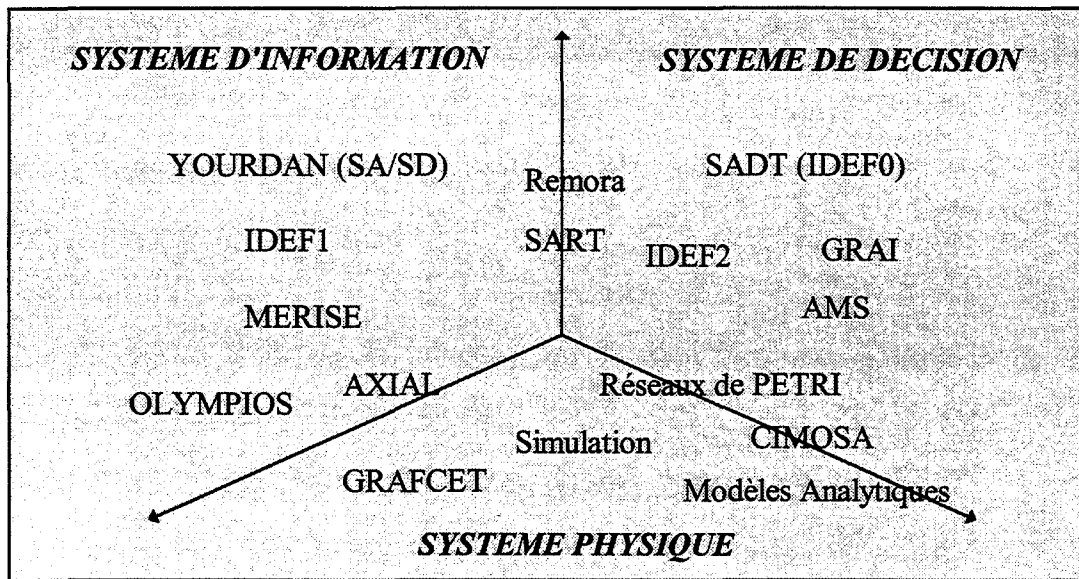 SYSTEME D'INFORMATION
SYSTEME DE DECISION
YOURDAN (SA/SD)
Remora
SADT (IDEF0)
IDEF1
SART
IDEF2
GRAI
MERISE
AMS
OLYMPIOS
AXIAL
Réseaux de PETRI
Simulation
CIMOSA
GRAFCET
Modèles Analytiques
SYSTEME PHYSIQUE